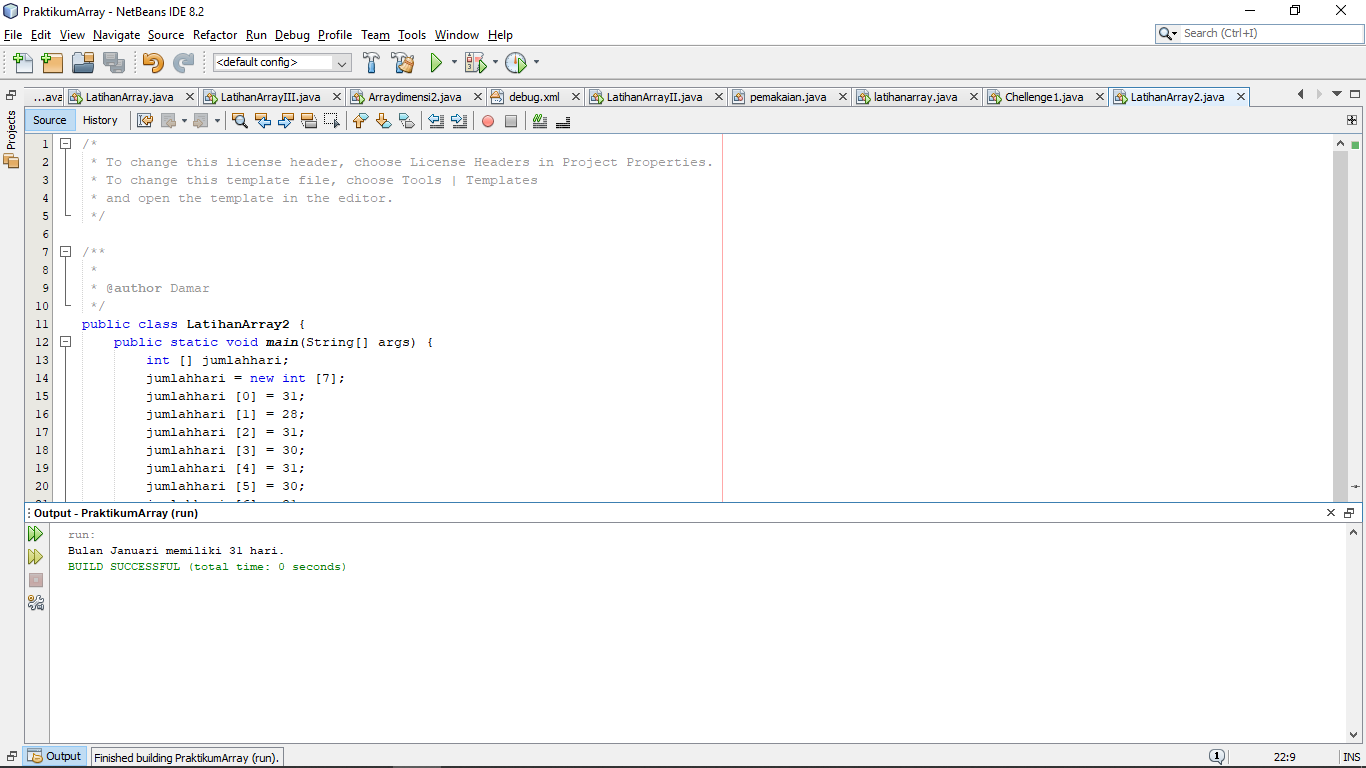 PraktikumArray - NetBeans IDE 8.2
File Edit View Navigate Source Refactor Run Debug Profile Team Tools Window Help
Search (Ctrl+I)
<default config>
...ava LatihanArray.java LatihanArrayIII.java Arraydimensi2.java debug.xml LatihanArrayII.java pemakaian.java latihanarray.java Chellenge1.java LatihanArray2.java
Projects
Source History
1 /*
2 * To change this license header, choose License Headers in Project Properties.
3 * To change this template file, choose Tools | Templates
4 * and open the template in the editor.
5 */
6
7 /**
8 *
9 * @author Damar
10 */
11 public class LatihanArray2 {
12 public static void main(String[] args) {
13 int [] jumlahhari;
14 jumlahhari = new int [7];
15 jumlahhari [0] = 31;
16 jumlahhari [1] = 28;
17 jumlahhari [2] = 31;
18 jumlahhari [3] = 30;
19 jumlahhari [4] = 31;
20 jumlahhari [5] = 30;
Output - PraktikumArray (run)
run:
Bulan Januari memiliki 31 hari.
BUILD SUCCESSFUL (total time: 0 seconds)
Output
Finished building PraktikumArray (run).
1
22:9
INS